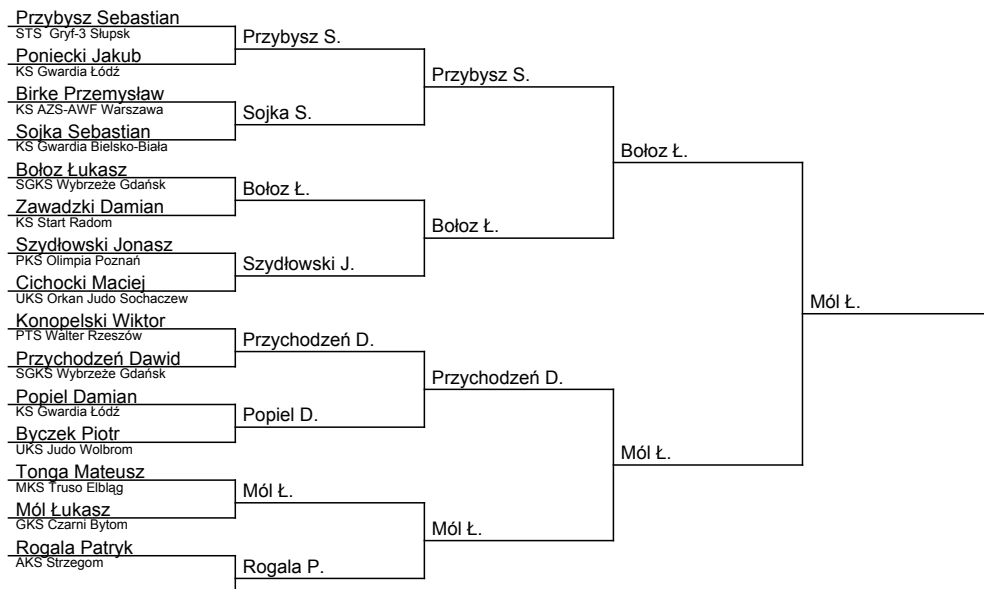 Przybysz Sebastian
STS Gryf-3 Słupsk
Poniecki Jakub
KS Gwardia Łódź
Birke Przemysław
KS AZS-AWF Warszawa
Sojka Sebastian
KS Gwardia Bielsko-Biała
Bołoz Łukasz
SGKS Wybrzeże Gdańsk
Zawadzki Damian
KS Start Radom
Szydłowski Jonasz
PKS Olimpia Poznań
Cichocki Maciej
UKS Orkan Judo Sochaczew
Konopelski Wiktor
PTS Walter Rzeszów
Przychodzeń Dawid
SGKS Wybrzeże Gdańsk
Popiel Damian
KS Gwardia Łódź
Byczek Piotr
UKS Judo Wolbrom
Tonga Mateusz
MKS Truso Elbląg
Mól Łukasz
GKS Czarni Bytom
Rogala Patryk
AKS Strzegom
Przybysz S.
Sojka S.
Bołoz Ł.
Szydłowski J.
Przychodzeń D.
Popiel D.
Mól Ł.
Rogala P.
Przybysz S.
Bołoz Ł.
Przychodzeń D.
Mól Ł.
Bołoz Ł.
Mól Ł.
Mól Ł.